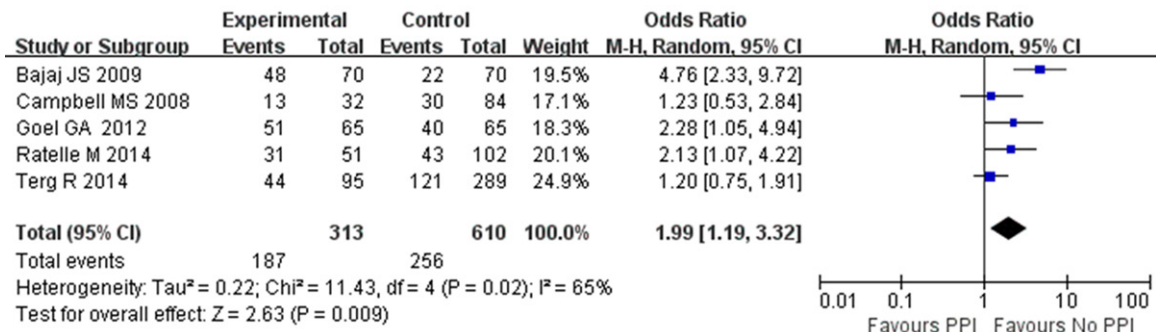 Experimental Control Odds Ratio Odds Ratio
Study or Subgroup Events Total Events Total Weight M-H, Random, 95% CI M-H, Random, 95% CI
Bajaj JS 2009 48 70 22 70 19.5% 4.76 [2.33, 9.72]
Campbell MS 2008 13 32 30 84 17.1% 1.23 [0.53, 2.84]
Goel GA 2012 51 65 40 65 18.3% 2.28 [1.05, 4.94]
Ratelle M 2014 31 51 43 102 20.1% 2.13 [1.07, 4.22]
Terg R 2014 44 95 121 289 24.9% 1.20 [0.75, 1.91]
Total (95% CI) 313 610 100.0% 1.99 [1.19, 3.32]
Total events 187 256
Heterogeneity: Tau² = 0.22; Chi² = 11.43, df = 4 (P = 0.02); I² = 65%
Test for overall effect: Z = 2.63 (P = 0.009)
0.01 0.1 1 10 100
Favours PPI Favours No PPI